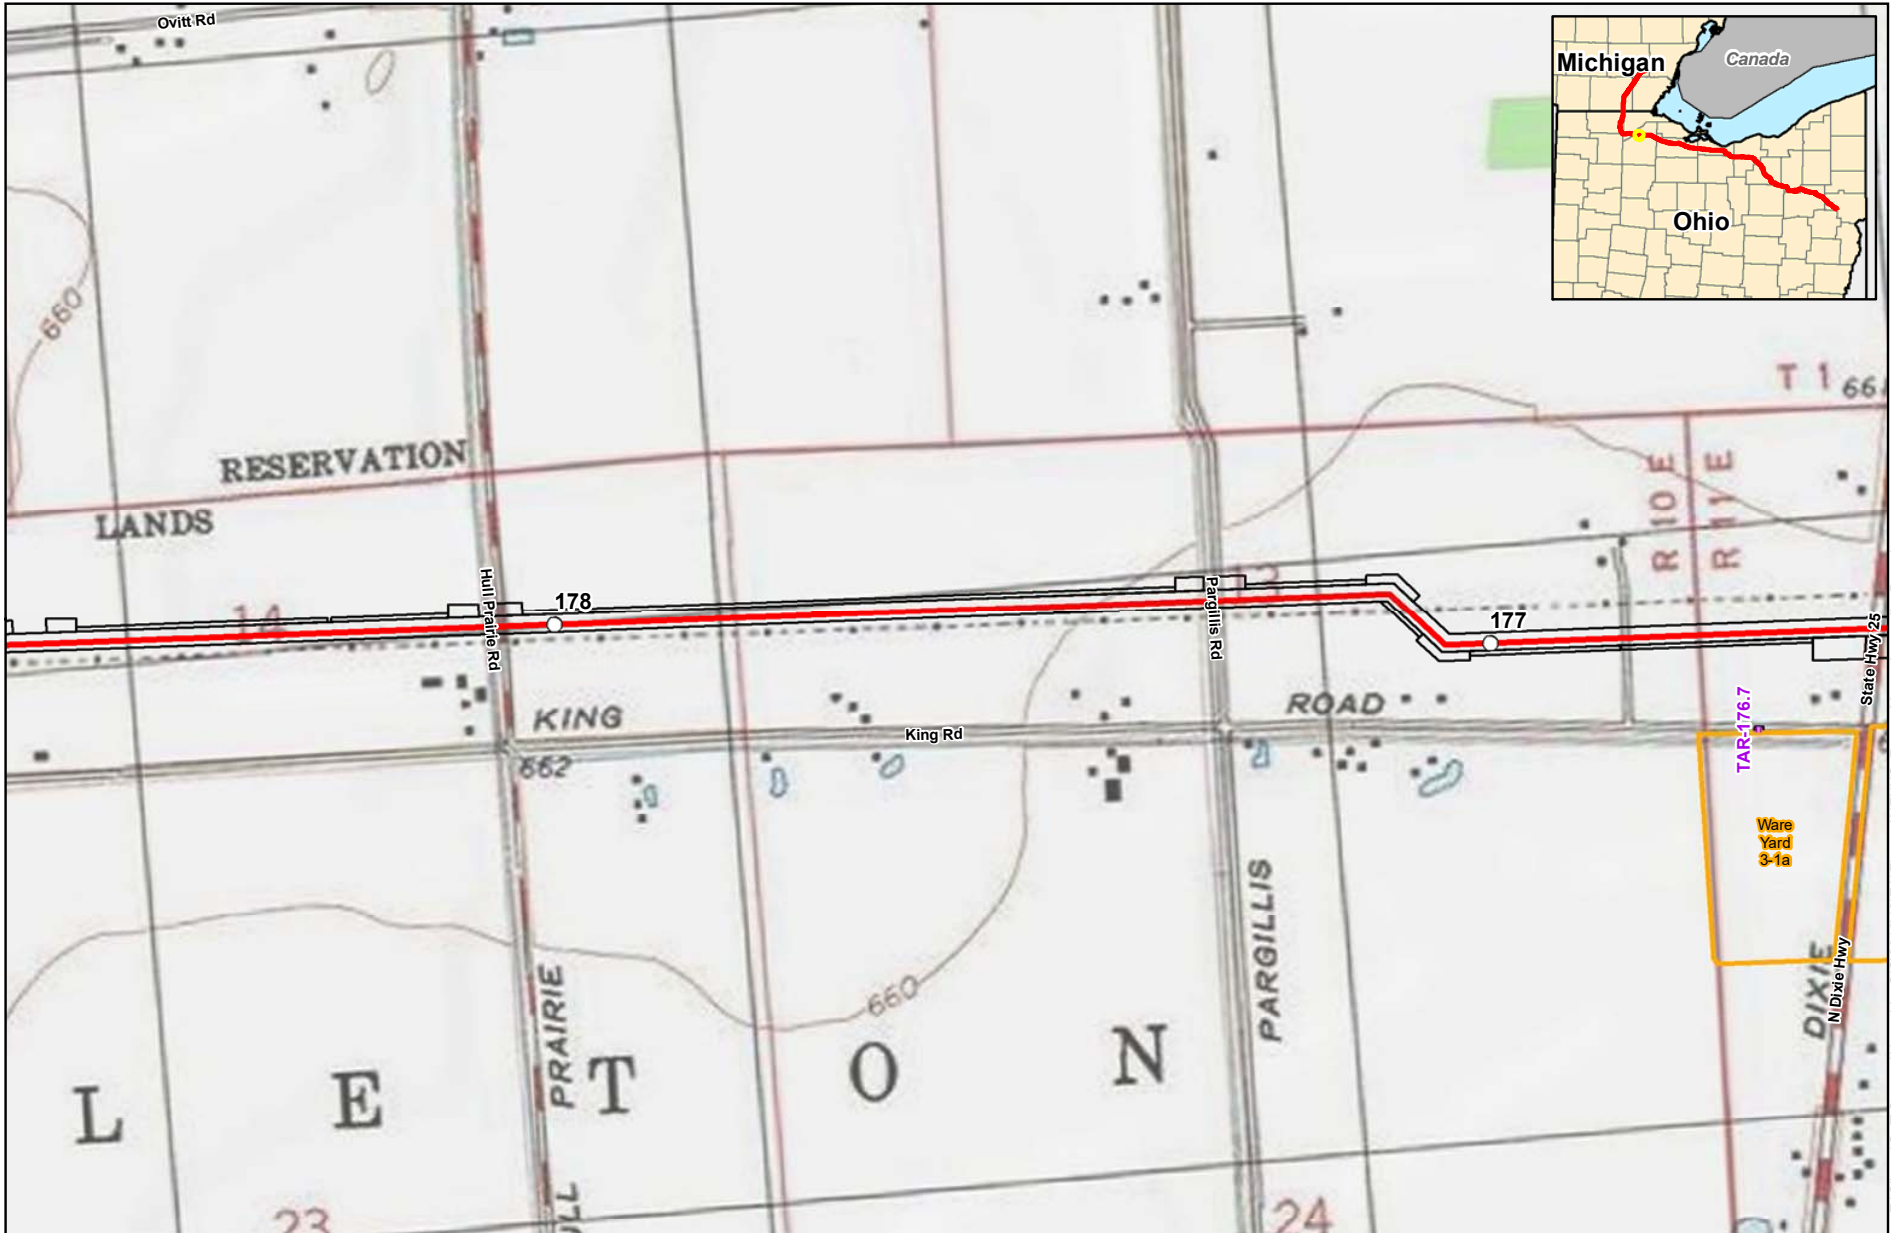 Ovitt Rd
Michigan
Canada
Ohio
660
T 1
RESERVATION
LANDS
R 10 E
R 11 E
Hull Prairie Rd
14
178
Pargillis Rd
13
177
State Hwy 25
KING
ROAD
King Rd
662
TAR-176.7
Ware
Yard
3-1a
PRAIRIE
PARGILLIS
DIXIE
N Dixie Hwy
660
L E T O N
23
24